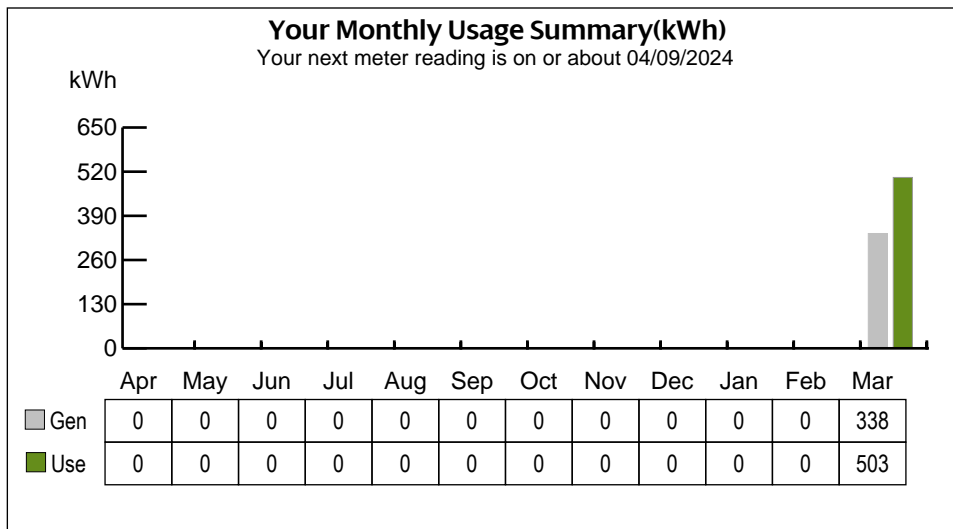 Your Monthly Usage Summary(kWh)
Your next meter reading is on or about 04/09/2024
kWh
650
520
390
260
130
0
Apr May Jun Jul Aug Sep Oct Nov Dec Jan Feb Mar
Gen 0 0 0 0 0 0 0 0 0 0 0 338
Use 0 0 0 0 0 0 0 0 0 0 0 503